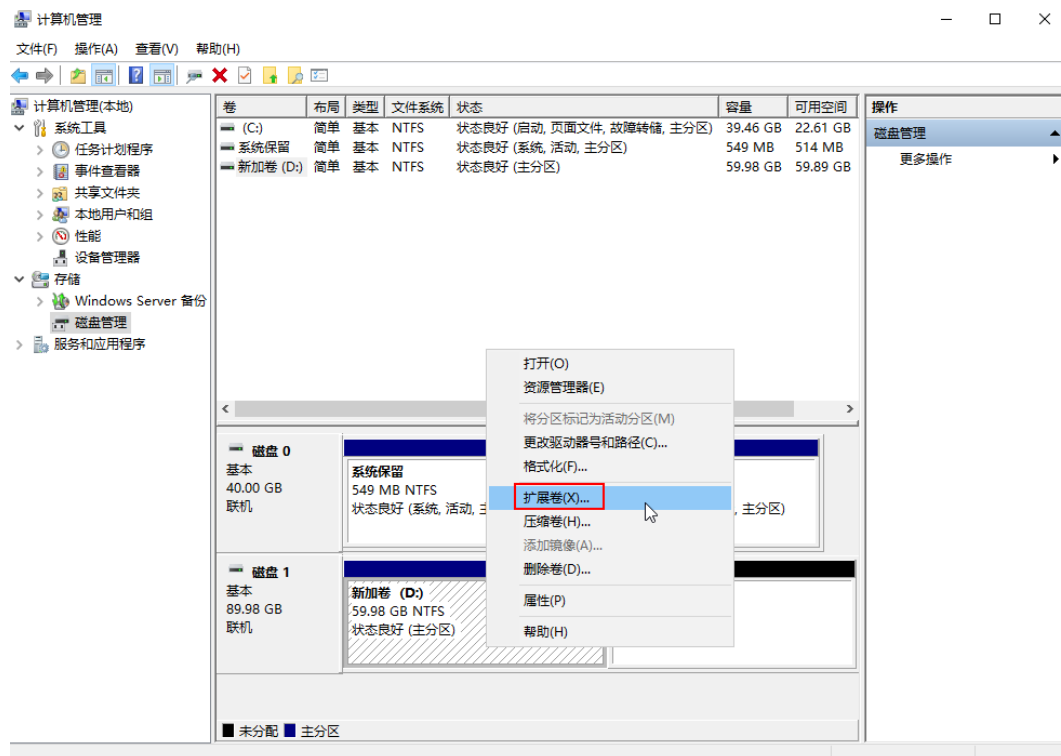 计算机管理
文件(F) 操作(A) 查看(V) 帮助(H)
计算机管理(本地)
系统工具
任务计划程序
事件查看器
共享文件夹
本地用户和组
性能
设备管理器
存储
Windows Server 备份
磁盘管理
服务和应用程序
卷 布局 类型 文件系统 状态 容量 可用空间
(C:) 简单 基本 NTFS 状态良好 (启动, 页面文件, 故障转储, 主分区) 39.46 GB 22.61 GB
系统保留 简单 基本 NTFS 状态良好 (系统, 活动, 主分区) 549 MB 514 MB
新加卷 (D:) 简单 基本 NTFS 状态良好 (主分区) 59.98 GB 59.89 GB
操作
磁盘管理
更多操作
打开(O)
资源管理器(E)
将分区标记为活动分区(M)
更改驱动器号和路径(C)...
格式化(F)...
扩展卷(X)...
压缩卷(H)...
添加镜像(A)...
删除卷(D)...
属性(P)
帮助(H)
磁盘 0
基本
40.00 GB
联机
系统保留
549 MB NTFS
状态良好 (系统, 活动, 主
, 主分区)
磁盘 1
基本
89.98 GB
联机
新加卷 (D:)
59.98 GB NTFS
状态良好 (主分区)
未分配 主分区